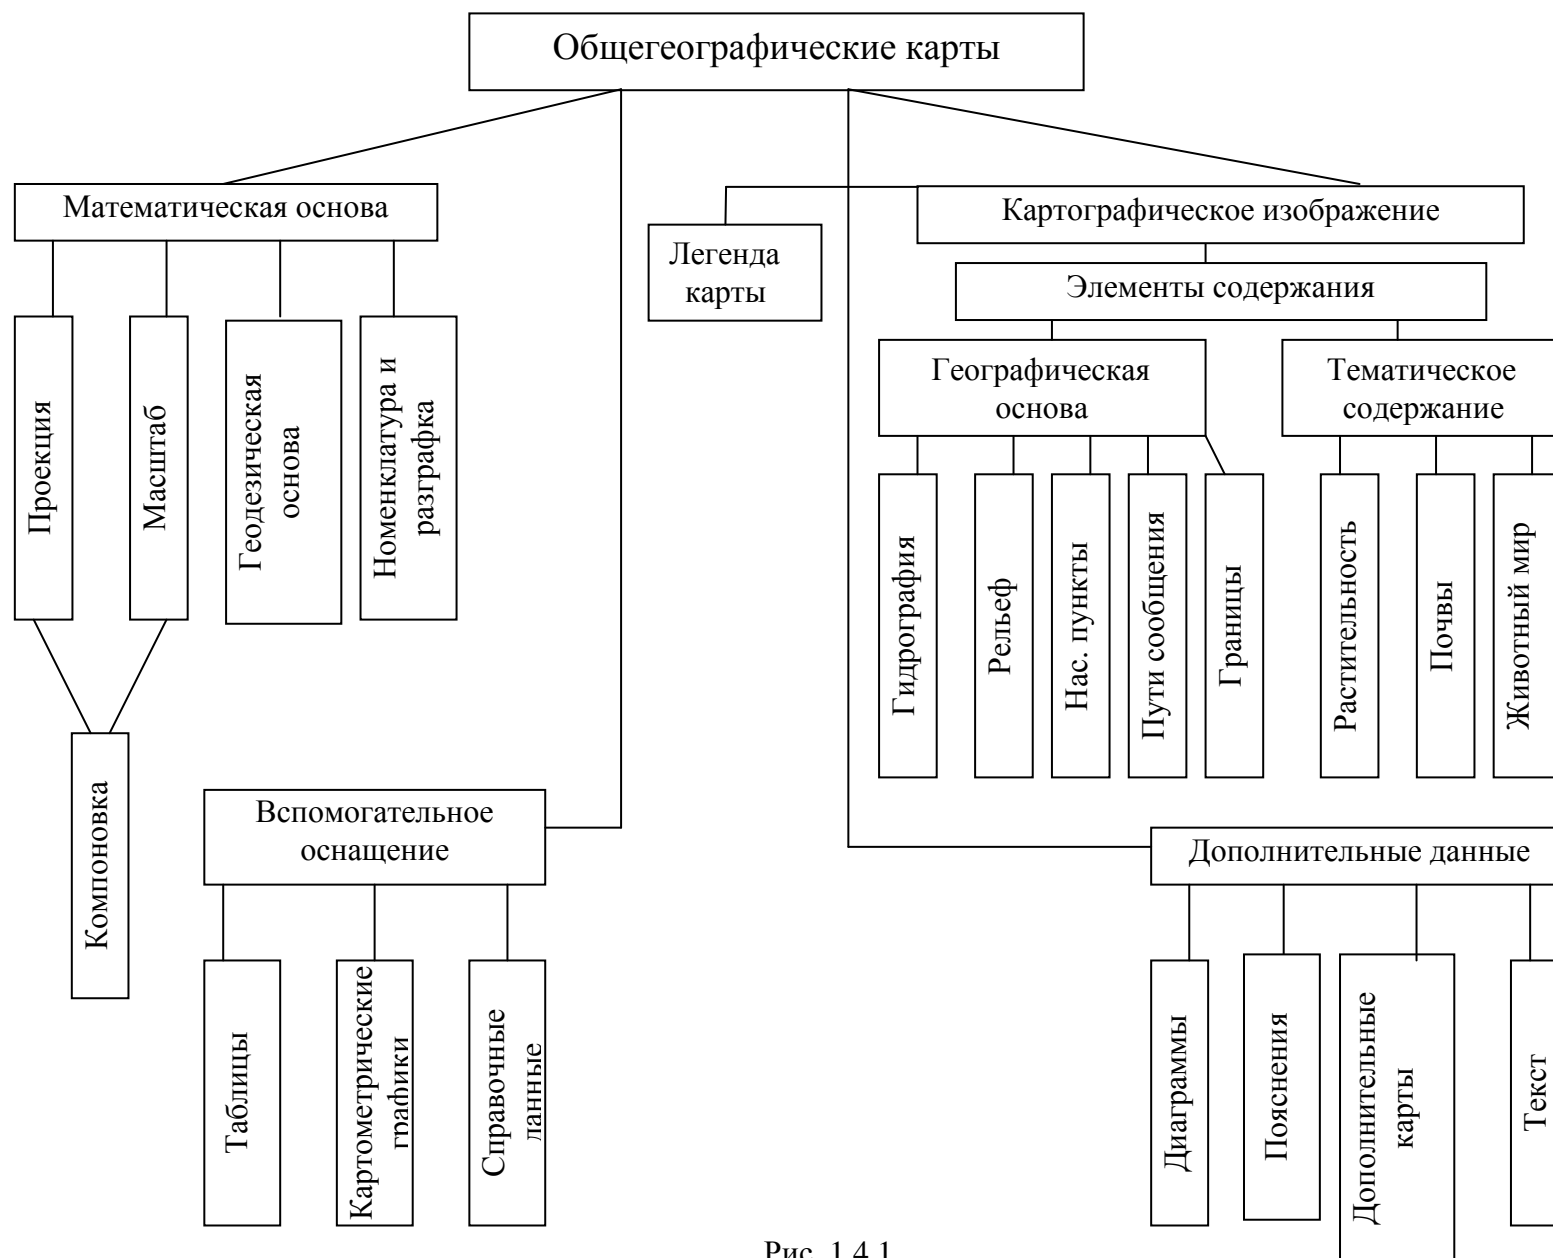 Общегеографические карты
Математическая основа
Картографическое изображение
Легенда
карты
Элементы содержания
Географическая
основа
Тематическое
содержание
Проекция
Масштаб
Геодезическая
основа
Номенклатура и
разграфка
Гидрография
Рельеф
Нас. пункты
Пути сообщения
Границы
Растительность
Почвы
Животный мир
Компоновка
Вспомогательное
оснащение
Дополнительные данные
Таблицы
Картометрические
графики
Справочные
данные
Диаграммы
Пояснения
Дополнительные
карты
Текст
Рис. 1.4.1